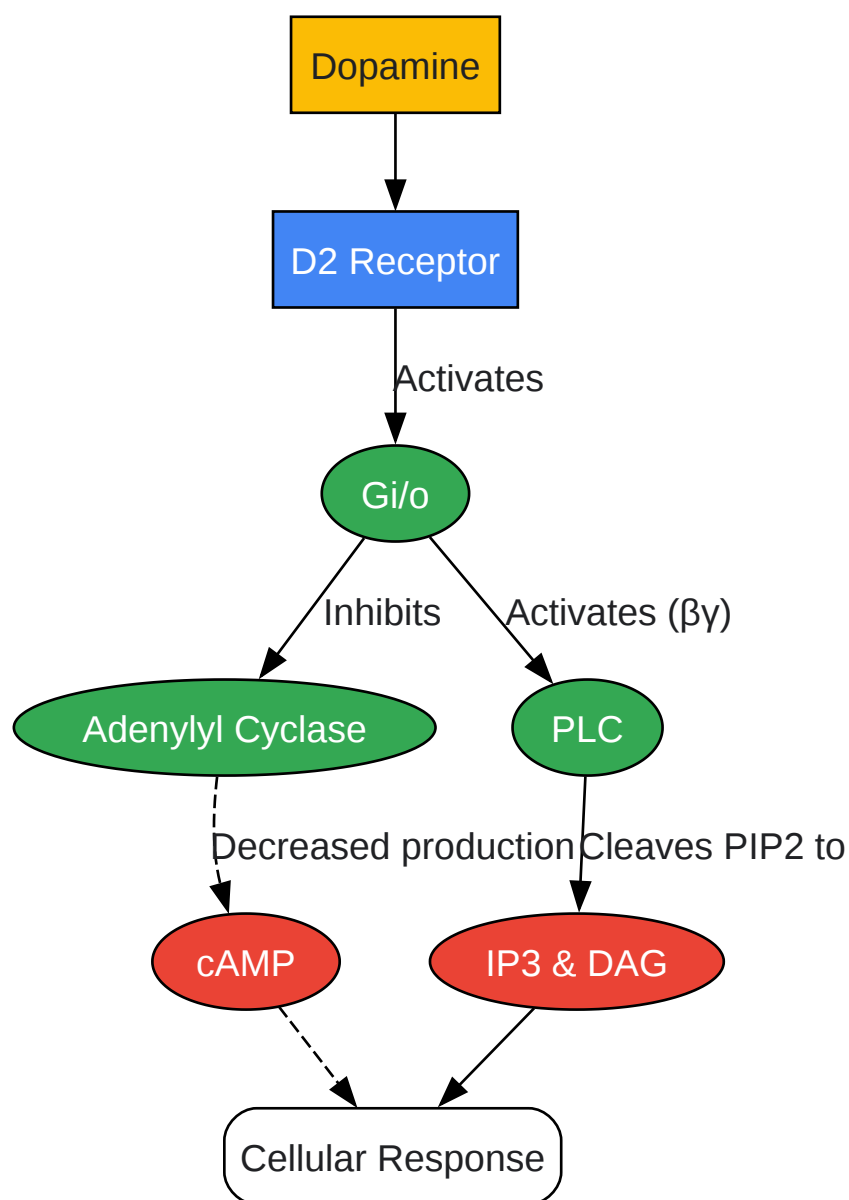 Dopamine
D2 Receptor
Activates
Gi/o
Inhibits
Activates (βγ)
Adenylyl Cyclase
PLC
Decreased production
Cleaves PIP2 to
cAMP
IP3 & DAG
Cellular Response